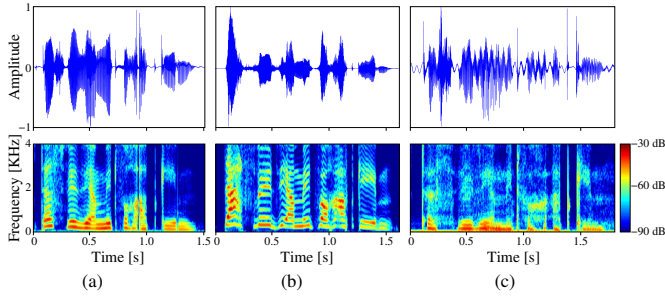 1
0
−1
Amplitude
4
2
0
Frequency [KHz]
0 0.5 1.0 1.5
0 0.5 1.0 1.5
0 0.5 1.0 1.5
Time [s]
Time [s]
Time [s]
−30 dB
−60 dB
−90 dB
(a)
(b)
(c)